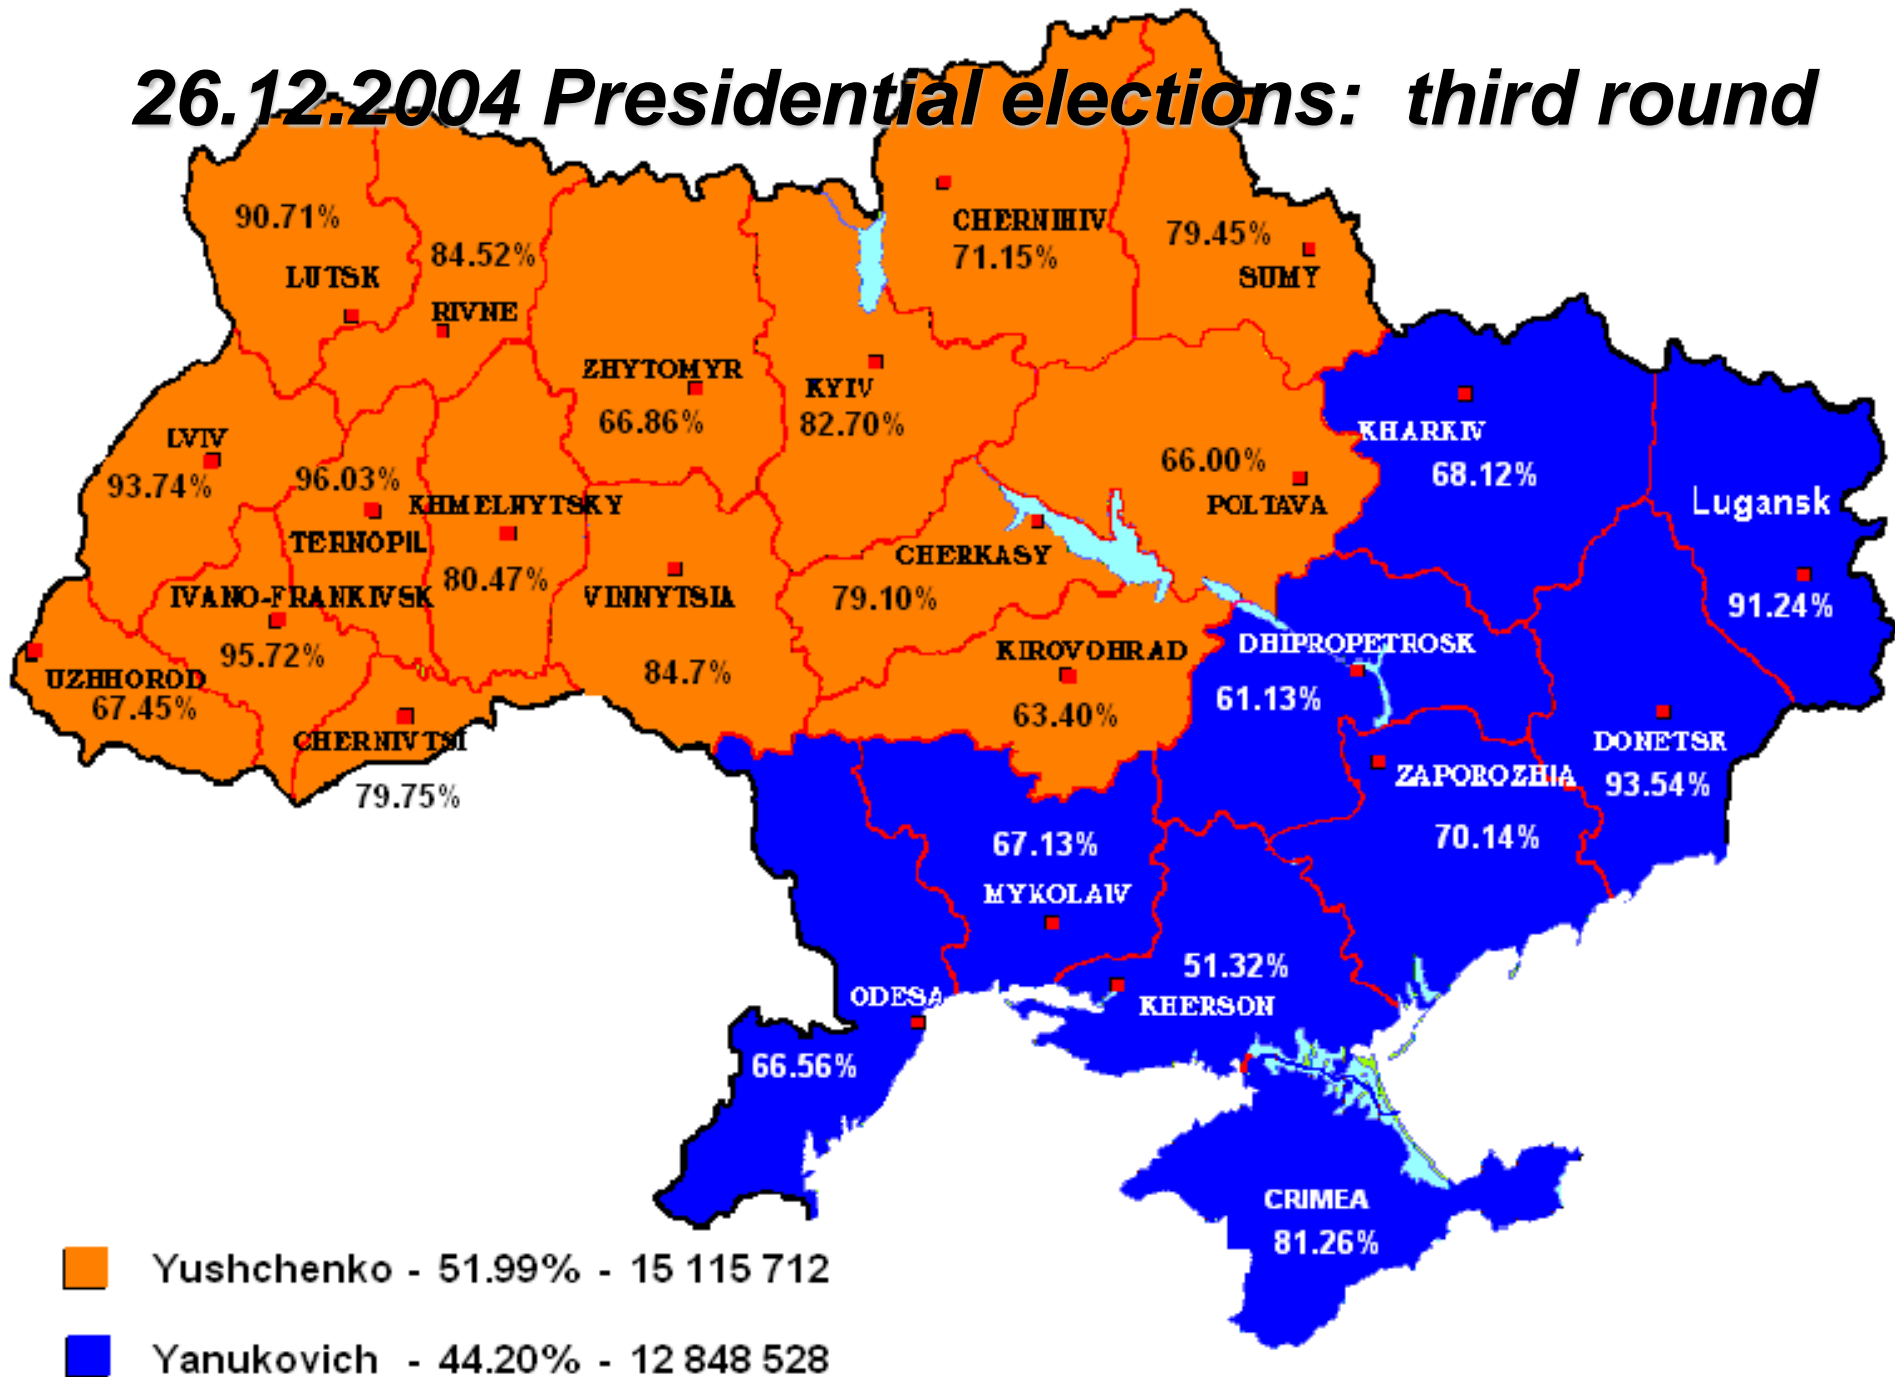 26.12.2004 Presidential elections: third round
90.71%
LUTSK
84.52%
RIVNE
CHERNIHIV
71.15%
79.45%
SUMY
ZHYTOMYR
66.86%
KYIV
82.70%
LVIV
93.74%
96.03%
TERNOPIL
KHMELNYTSKY
80.47%
IVANO-FRANKIVSK
95.72%
UZHHOROD
67.45%
CHERNIVTSI
79.75%
VINNYTSIA
84.7%
CHERKASY
79.10%
66.00%
POLTAVA
KIROVOHRAD
63.40%
KHARKIV
68.12%
Lugansk
91.24%
DHIPROPETROSK
61.13%
DONETSK
93.54%
ZAPOROZHIA
70.14%
67.13%
MYKOLAIV
51.32%
KHERSON
ODESA
66.56%
CRIMEA
81.26%
Yushchenko - 51.99% - 15 115 712
Yanukovich - 44.20% - 12 848 528